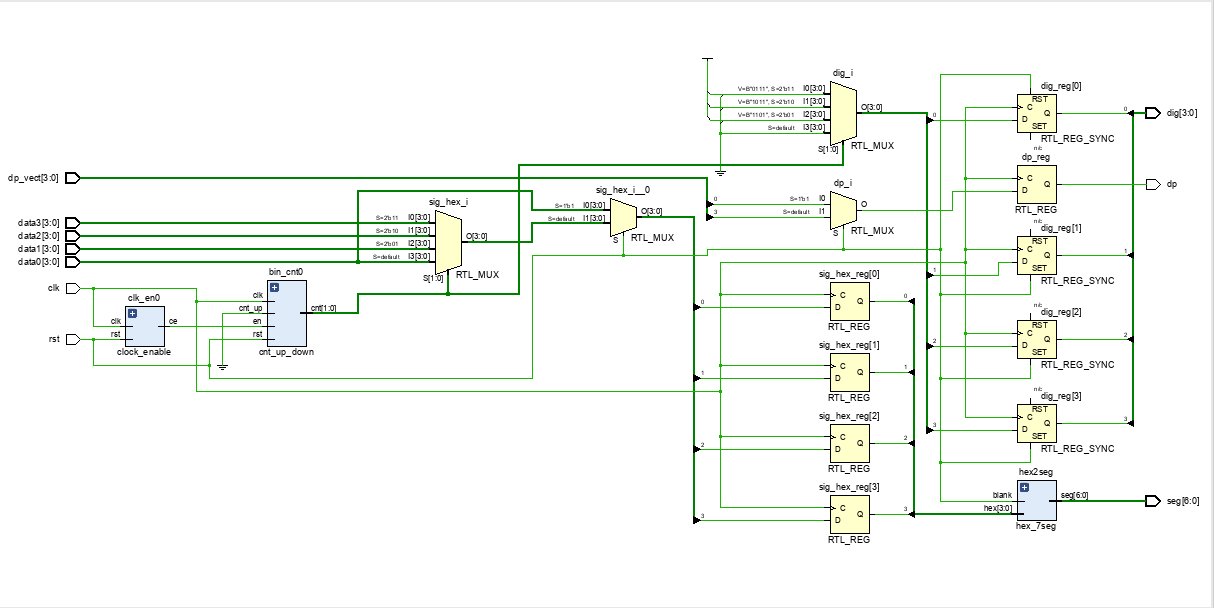 dig_i
V=B"0111", S=2'b11 I0[3:0]
V=B"1011", S=2'b10 I1[3:0]
V=B"1101", S=2'b01 I2[3:0]
S=default I3[3:0]
O[3:0]
S[1:0]
RTL_MUX
dp_vect[3:0]
data3[3:0]
data2[3:0]
data1[3:0]
data0[3:0]
clk
rst
clk_en0
clk
rst
ce
clock_enable
bin_cnt0
clk
cnt_up
en
rst
cnt[1:0]
cnt_up_down
sig_hex_i
S=2'b11 I0[3:0]
S=2'b10 I1[3:0]
S=2'b01 I2[3:0]
S=default I3[3:0]
O[3:0]
S[1:0]
RTL_MUX
sig_hex_i__0
S=1'b1 I0[3:0]
S=default I1[3:0]
O[3:0]
S
RTL_MUX
dp_i
0 S=1'b1 I0
3 S=default I1
O
S
RTL_MUX
sig_hex_reg[0]
0
C
D
Q
0
RTL_REG
sig_hex_reg[1]
1
C
D
Q
1
RTL_REG
sig_hex_reg[2]
2
C
D
Q
2
RTL_REG
sig_hex_reg[3]
3
C
D
Q
3
RTL_REG
dig_reg[0]
0
RST
C
D
Q
SET
0
RTL_REG_SYNC
n/c
dp_reg
C
D
Q
RTL_REG
n/c
dig_reg[1]
1
RST
C
D
Q
SET
1
RTL_REG_SYNC
n/c
dig_reg[2]
2
RST
C
D
Q
SET
2
RTL_REG_SYNC
n/c
dig_reg[3]
3
RST
C
D
Q
SET
3
RTL_REG_SYNC
hex2seg
blank
hex[3:0]
seg[6:0]
hex_7seg
dig[3:0]
dp
seg[6:0]